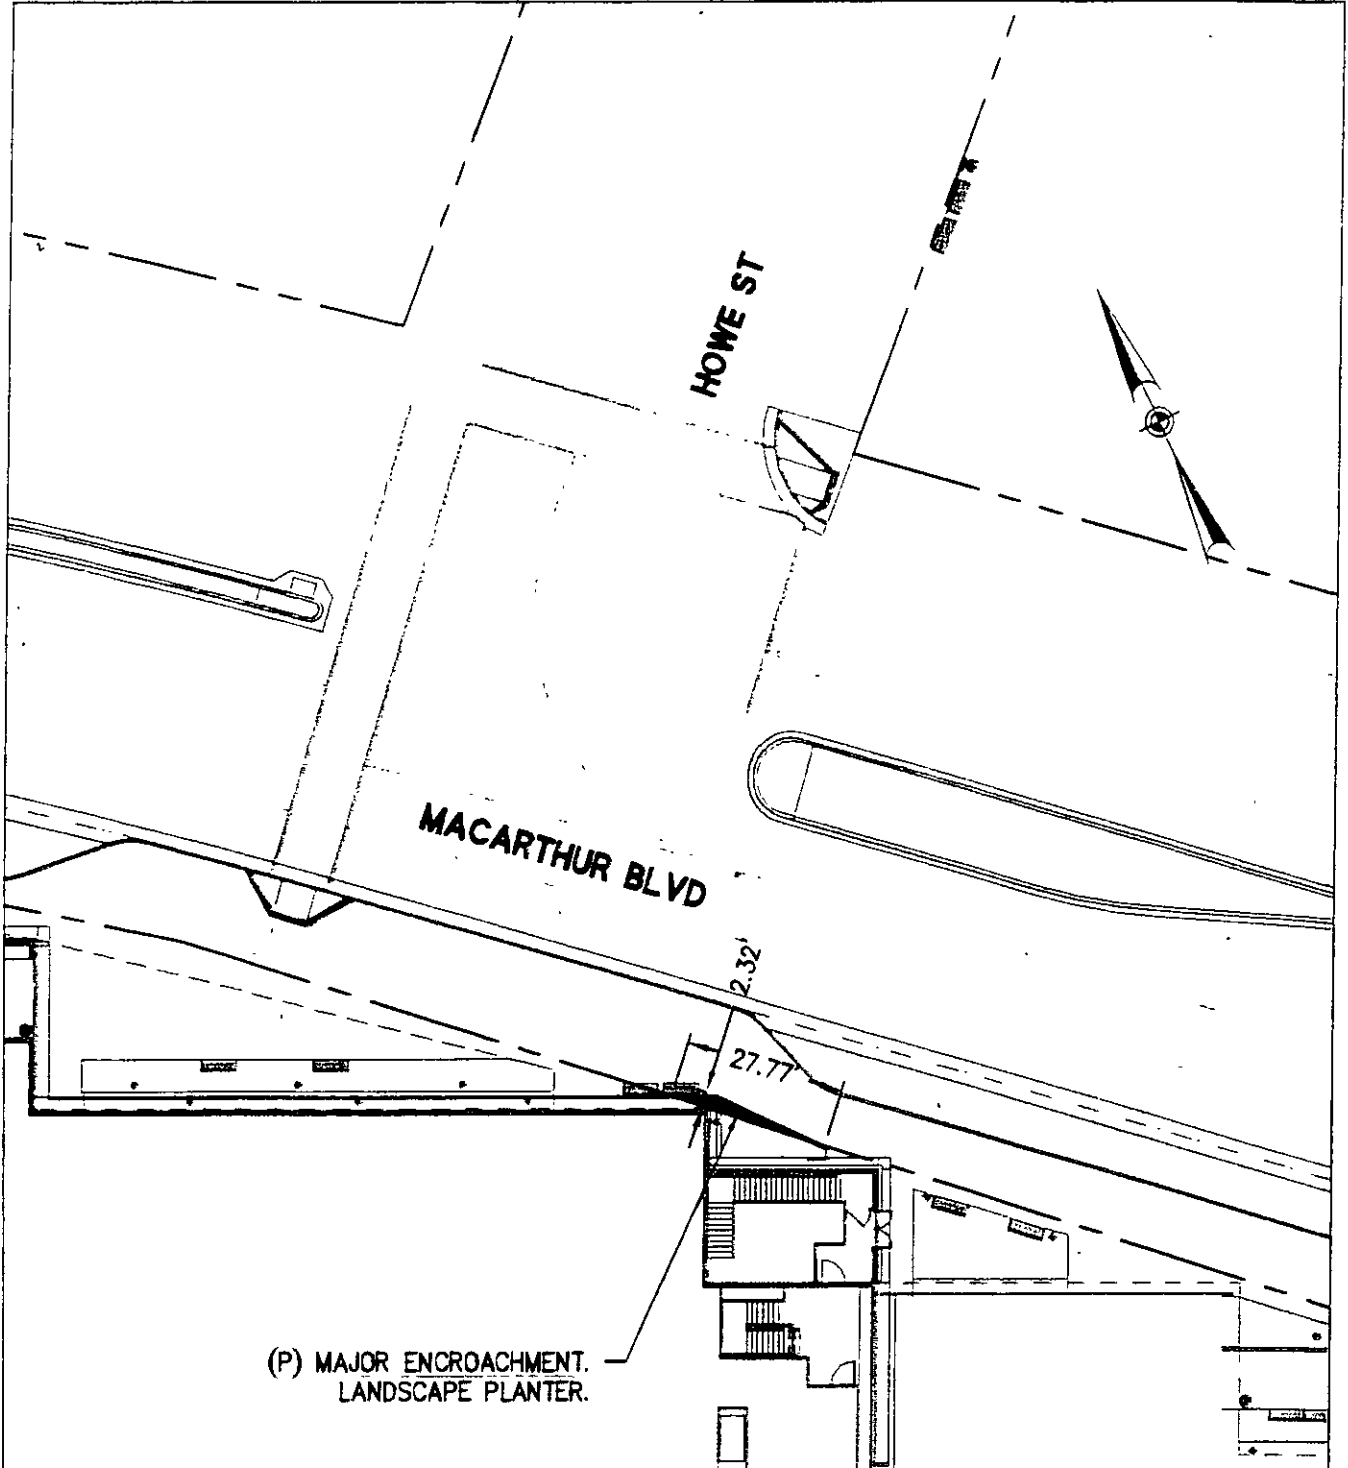 HOWE ST
MACARTHUR BLVD
2.32'
27.77'
(P) MAJOR ENCROACHMENT.
LANDSCAPE PLANTER.